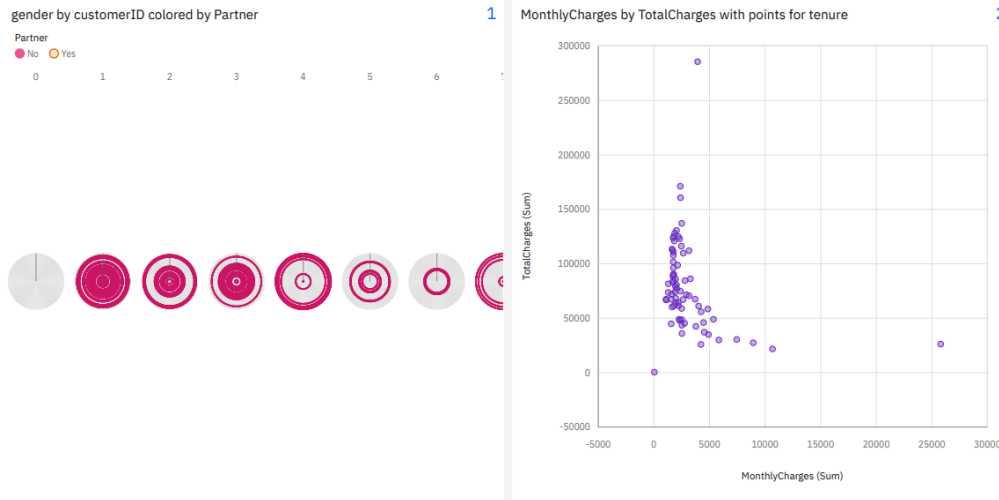 gender by customerID colored by Partner
1
Partner
No
Yes
0 1 2 3 4 5 6
MonthlyCharges by TotalCharges with points for tenure
2
TotalCharges (Sum)
300000
250000
200000
150000
100000
50000
0
-50000
-5000 0 5000 10000 15000 20000 25000 30000
MonthlyCharges (Sum)